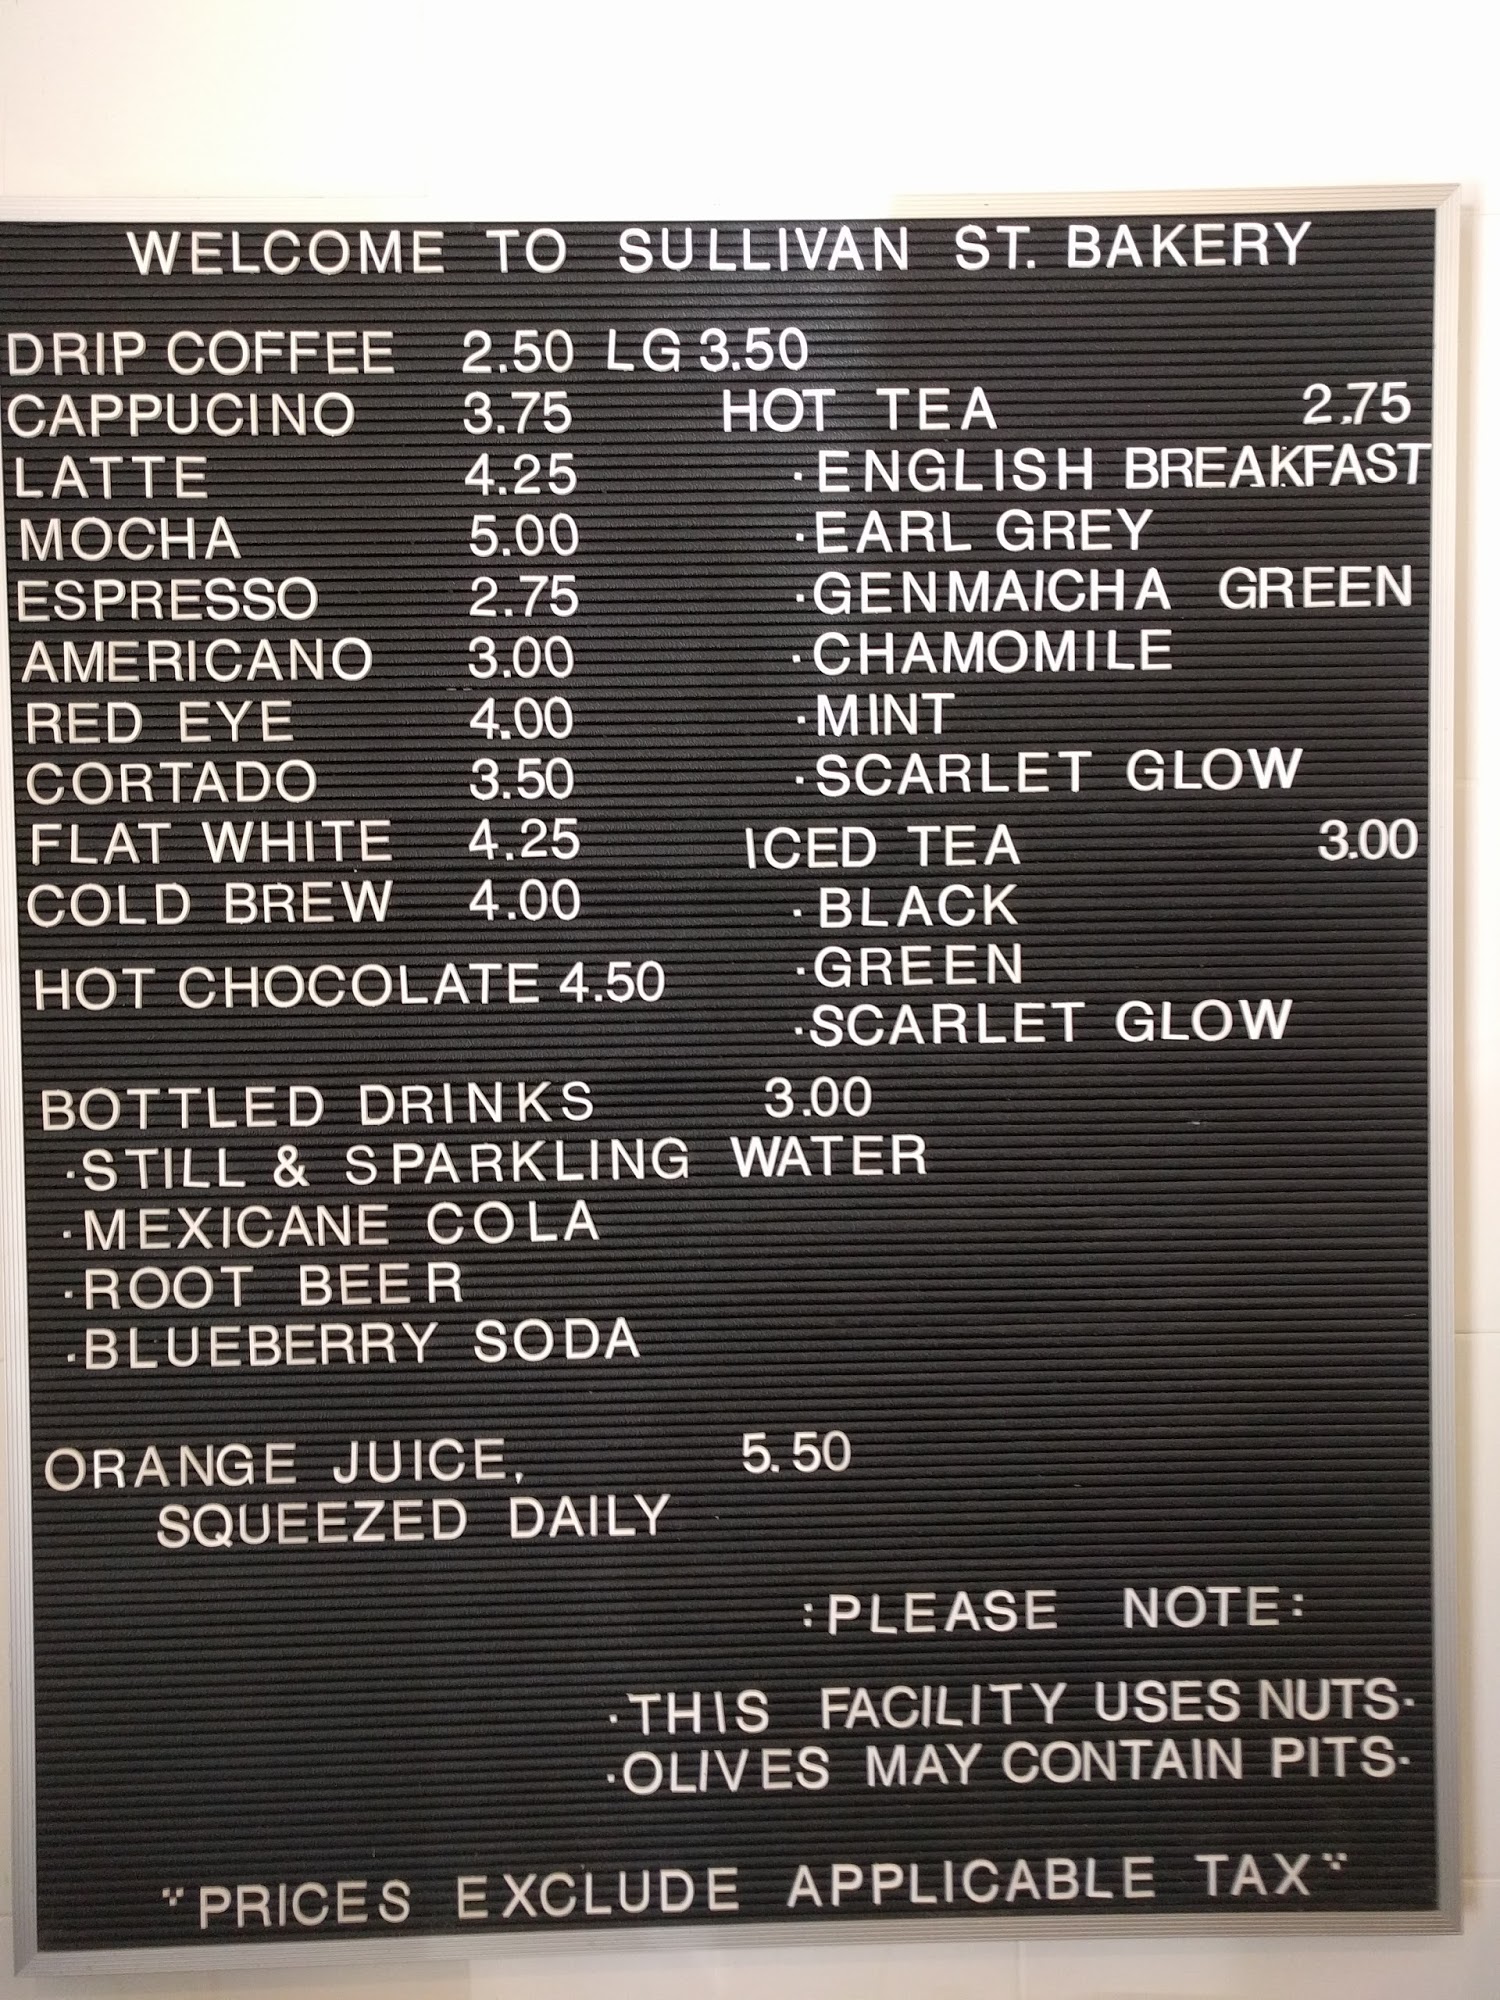 WELCOME TO SULLIVAN ST. BAKERY
DRIP COFFEE 2.50 LG 3.50
CAPPUCINO 3.75
LATTE 4.25
MOCHA 5.00
ESPRESSO 2.75
AMERICANO 3.00
RED EYE 4.00
CORTADO 3.50
FLAT WHITE 4.25
COLD BREW 4.00
HOT CHOCOLATE 4.50
HOT TEA 2.75
·ENGLISH BREAKFAST
·EARL GREY
·GENMAICHA GREEN
·CHAMOMILE
·MINT
·SCARLET GLOW
ICED TEA 3.00
·BLACK
·GREEN
·SCARLET GLOW
BOTTLED DRINKS 3.00
·STILL & SPARKLING WATER
·MEXICANE COLA
·ROOT BEER
·BLUEBERRY SODA
ORANGE JUICE, 5.50
SQUEEZED DAILY
:PLEASE NOTE:
·THIS FACILITY USES NUTS·
·OLIVES MAY CONTAIN PITS·
"PRICES EXCLUDE APPLICABLE TAX"